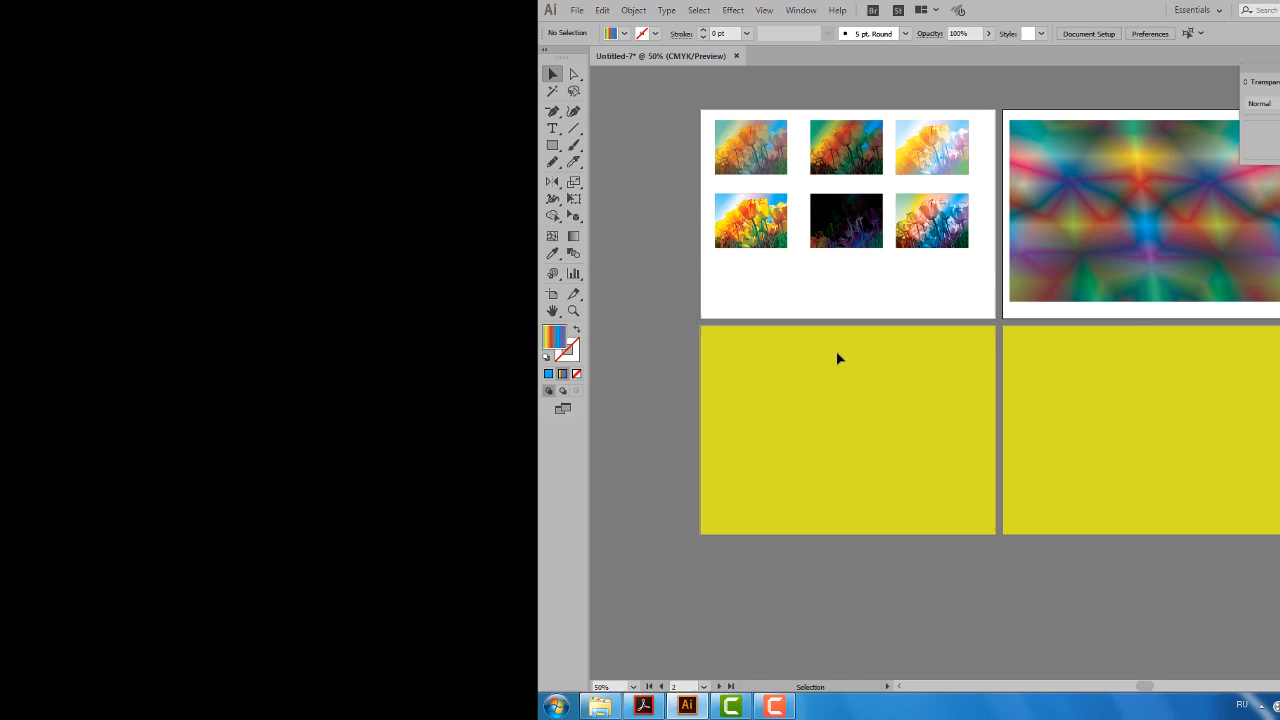 Ai File Edit Object Type Select Effect View Window Help Br St Essentials Search
No Selection Stroke: 0 pt 5 pt. Round Opacity: 100% Style: Document Setup Preferences
Untitled-7* @ 50% (CMYK/Preview)
Transpar
Normal
50% 2 Selection
Ai RU